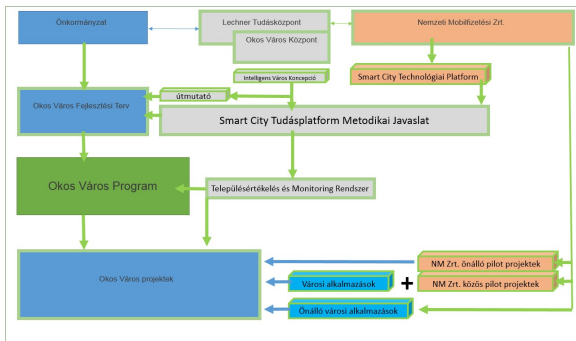 Önkormányzat
Lechner Tudásközpont
Nemzeti Mobilfizetési Zrt.
Okos Város Központ
Intelligens Város Koncepció
Smart City Technológiai Platform
útmutató
Okos Város Fejlesztési Terv
Smart City Tudásplatform Metodikai Javaslat
Okos Város Program
Településértékelés és Monitoring Rendszer
Okos Város projektek
NM Zrt. önálló pilot projektek
Városi alkalmazások
+
NM Zrt. közös pilot projektek
Önálló városi alkalmazások